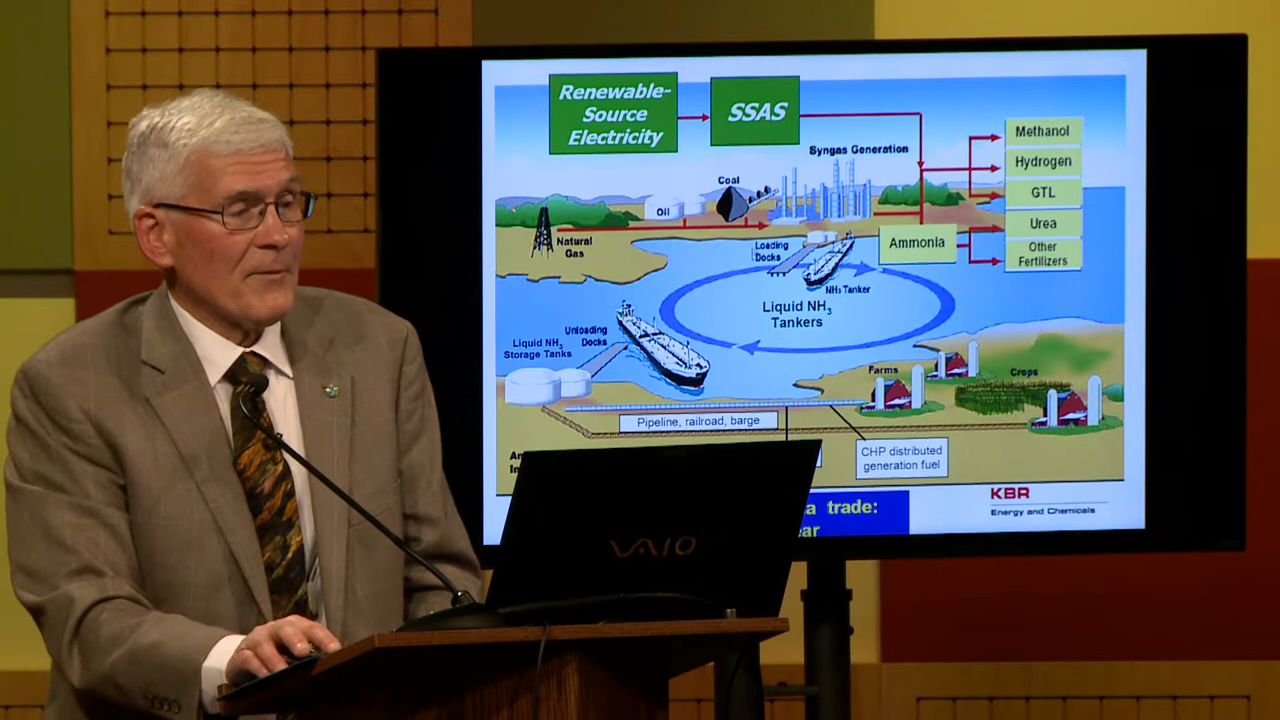 Renewable-
Source
Electricity
SSAS
Syngas Generation
Methanol
Hydrogen
GTL
Urea
Other
Fertilizers
Coal
Oil
Natural
Gas
Loading
Docks
Ammonia
NH3 Tanker
Liquid NH3
Tankers
Unloading
Docks
Liquid NH3
Storage Tanks
Farms
Crops
Pipeline, railroad, barge
CHP distributed
generation fuel
a trade:
ar
KBR
Energy and Chemicals
VAIO